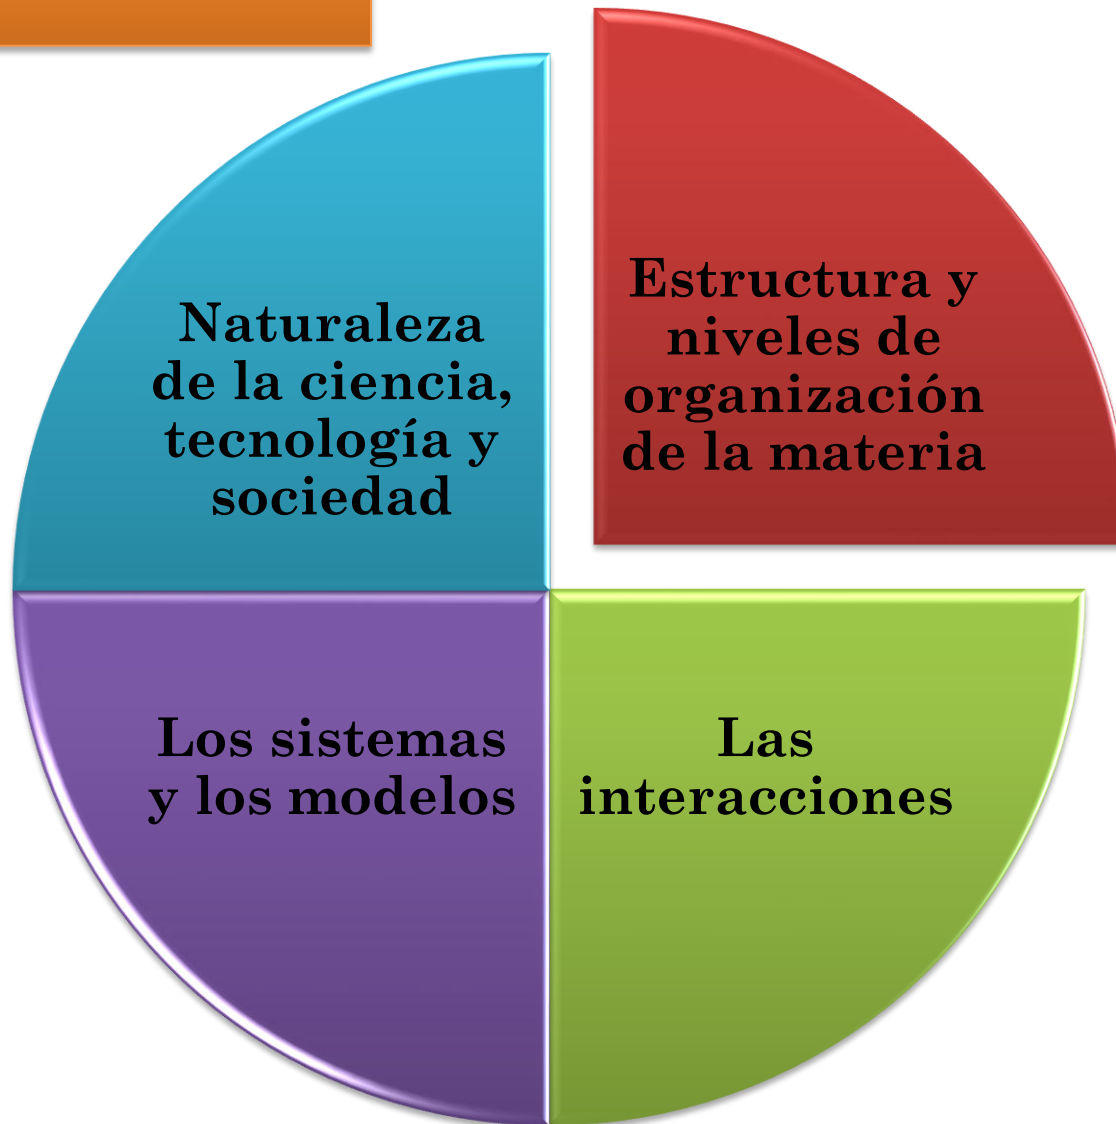 Naturaleza
de la ciencia,
tecnología y
sociedad
Estructura y
niveles de
organización
de la materia
Los sistemas
y los modelos
Las
interacciones